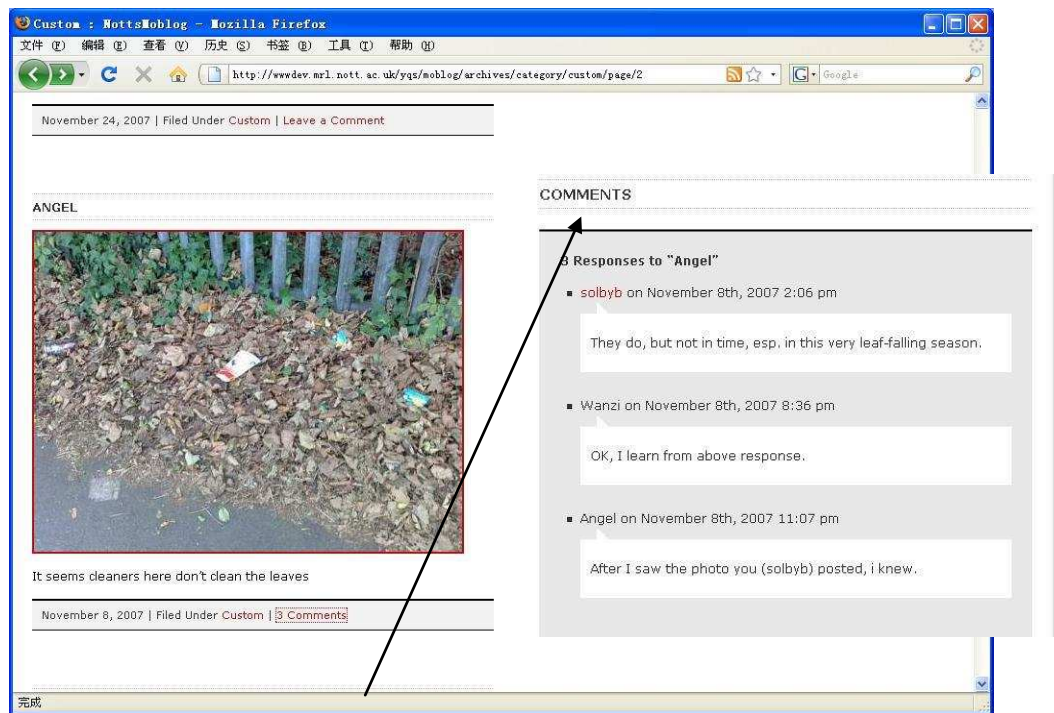 Custom : NottsMoblog - Mozilla Firefox
文件 (F) 编辑 (E) 查看 (V) 历史 (S) 书签 (B) 工具 (T) 帮助 (H)
http://wwwdev.mrl.nott.ac.uk/yqs/moblog/archives/category/custom/page/2
G Google
November 24, 2007 | Filed Under Custom | Leave a Comment
ANGEL
It seems cleaners here don't clean the leaves
November 8, 2007 | Filed Under Custom | 3 Comments
COMMENTS
3 Responses to "Angel"
solbyb on November 8th, 2007 2:06 pm
They do, but not in time, esp. in this very leaf-falling season.
Wanzi on November 8th, 2007 8:36 pm
OK, I learn from above response.
Angel on November 8th, 2007 11:07 pm
After I saw the photo you (solbyb) posted, i knew.
完成